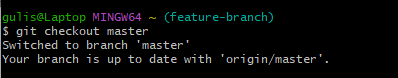 gulis@Laptop MINGW64 ~ (feature-branch)
$ git checkout master
Switched to branch 'master'
Your branch is up to date with 'origin/master'.